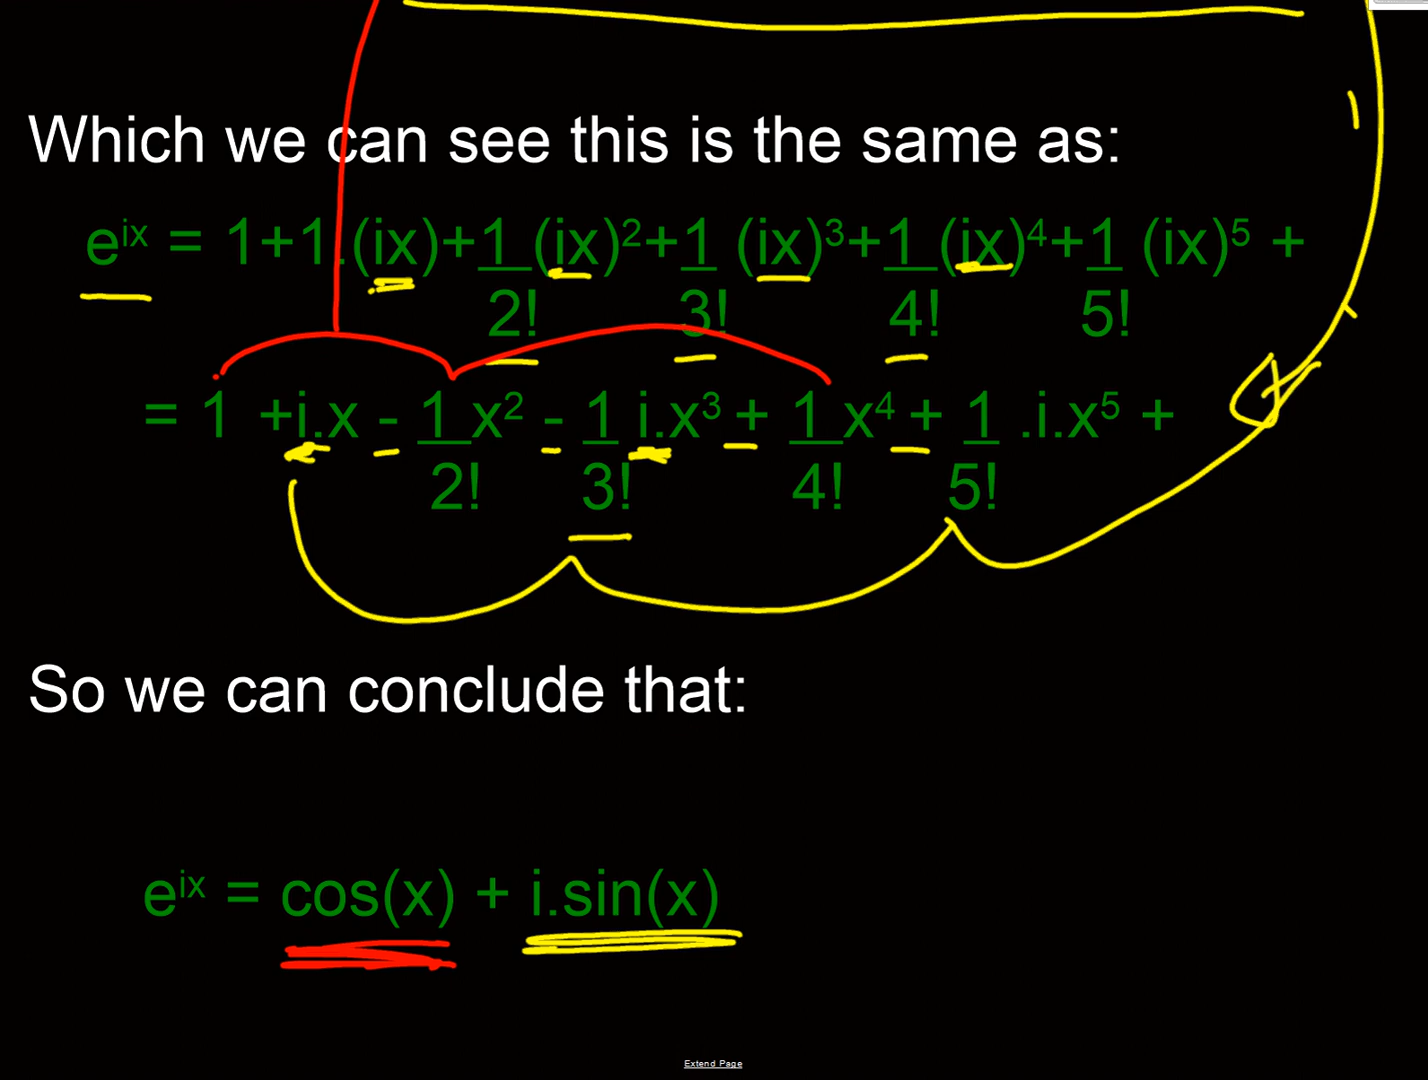 Which we can see this is the same as:
eⁱˣ = 1+1.(ix)+1 (ix)²+1 (ix)³+1 (ix)⁴+1 (ix)⁵ +
2! 3! 4! 5!
= 1 +i.x - 1 x² - 1 i.x³ + 1 x⁴ + 1 .i.x⁵ +
2! 3! 4! 5!
So we can conclude that:
eⁱˣ = cos(x) + i.sin(x)
Extend Page